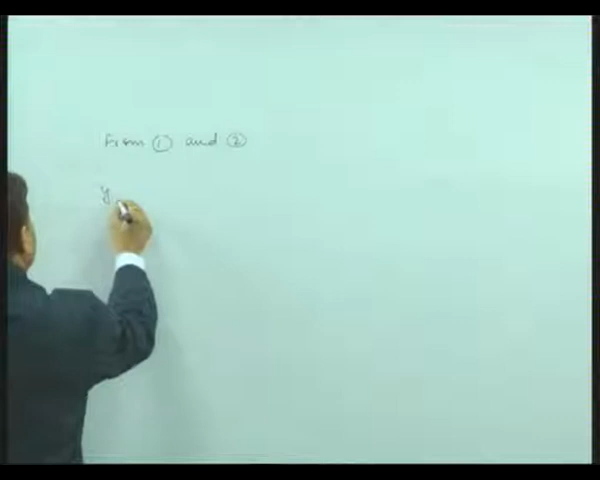 From ① and ②
y